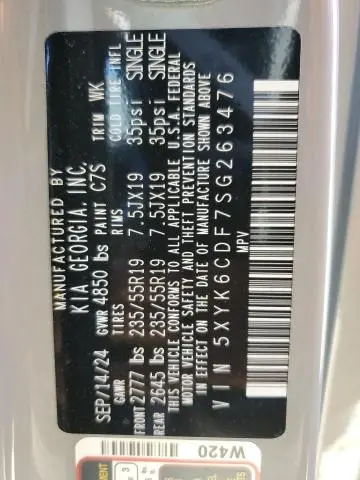 MANUFACTURED BY
KIA GEORGIA, INC.
SEP/14/24 GVWR 4850 lbs PAINT C7S TRIM WK
GAWR TIRES RIMS COLD TIRE INFL
FRONT 2777 lbs 235/55R19 7.5JX19 35psi SINGLE
REAR 2645 lbs 235/55R19 7.5JX19 35psi SINGLE
THIS VEHICLE CONFORMS TO ALL APPLICABLE U.S.A. FEDERAL
MOTOR VEHICLE SAFETY AND THEFT PREVENTION STANDARDS
IN EFFECT ON THE DATE OF MANUFACTURE SHOWN ABOVE
VIN 5XYK6CDF7SG263476
MPV
W420
3